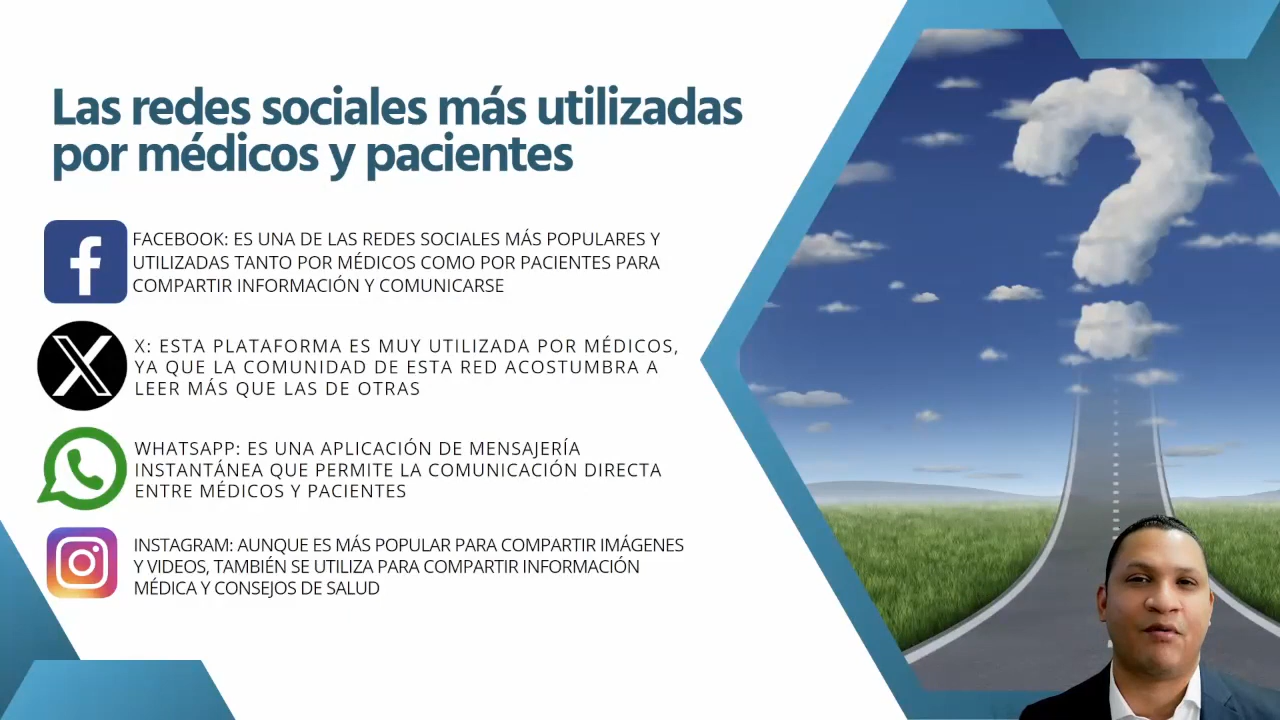 Las redes sociales más utilizadas
por médicos y pacientes
FACEBOOK: ES UNA DE LAS REDES SOCIALES MÁS POPULARES Y
UTILIZADAS TANTO POR MÉDICOS COMO POR PACIENTES PARA
COMPARTIR INFORMACIÓN Y COMUNICARSE
X: ESTA PLATAFORMA ES MUY UTILIZADA POR MÉDICOS,
YA QUE LA COMUNIDAD DE ESTA RED ACOSTUMBRA A
LEER MÁS QUE LAS DE OTRAS
WHATSAPP: ES UNA APLICACIÓN DE MENSAJERÍA
INSTANTÁNEA QUE PERMITE LA COMUNICACIÓN DIRECTA
ENTRE MÉDICOS Y PACIENTES
INSTAGRAM: AUNQUE ES MÁS POPULAR PARA COMPARTIR IMÁGENES
Y VIDEOS, TAMBIÉN SE UTILIZA PARA COMPARTIR INFORMACIÓN
MÉDICA Y CONSEJOS DE SALUD